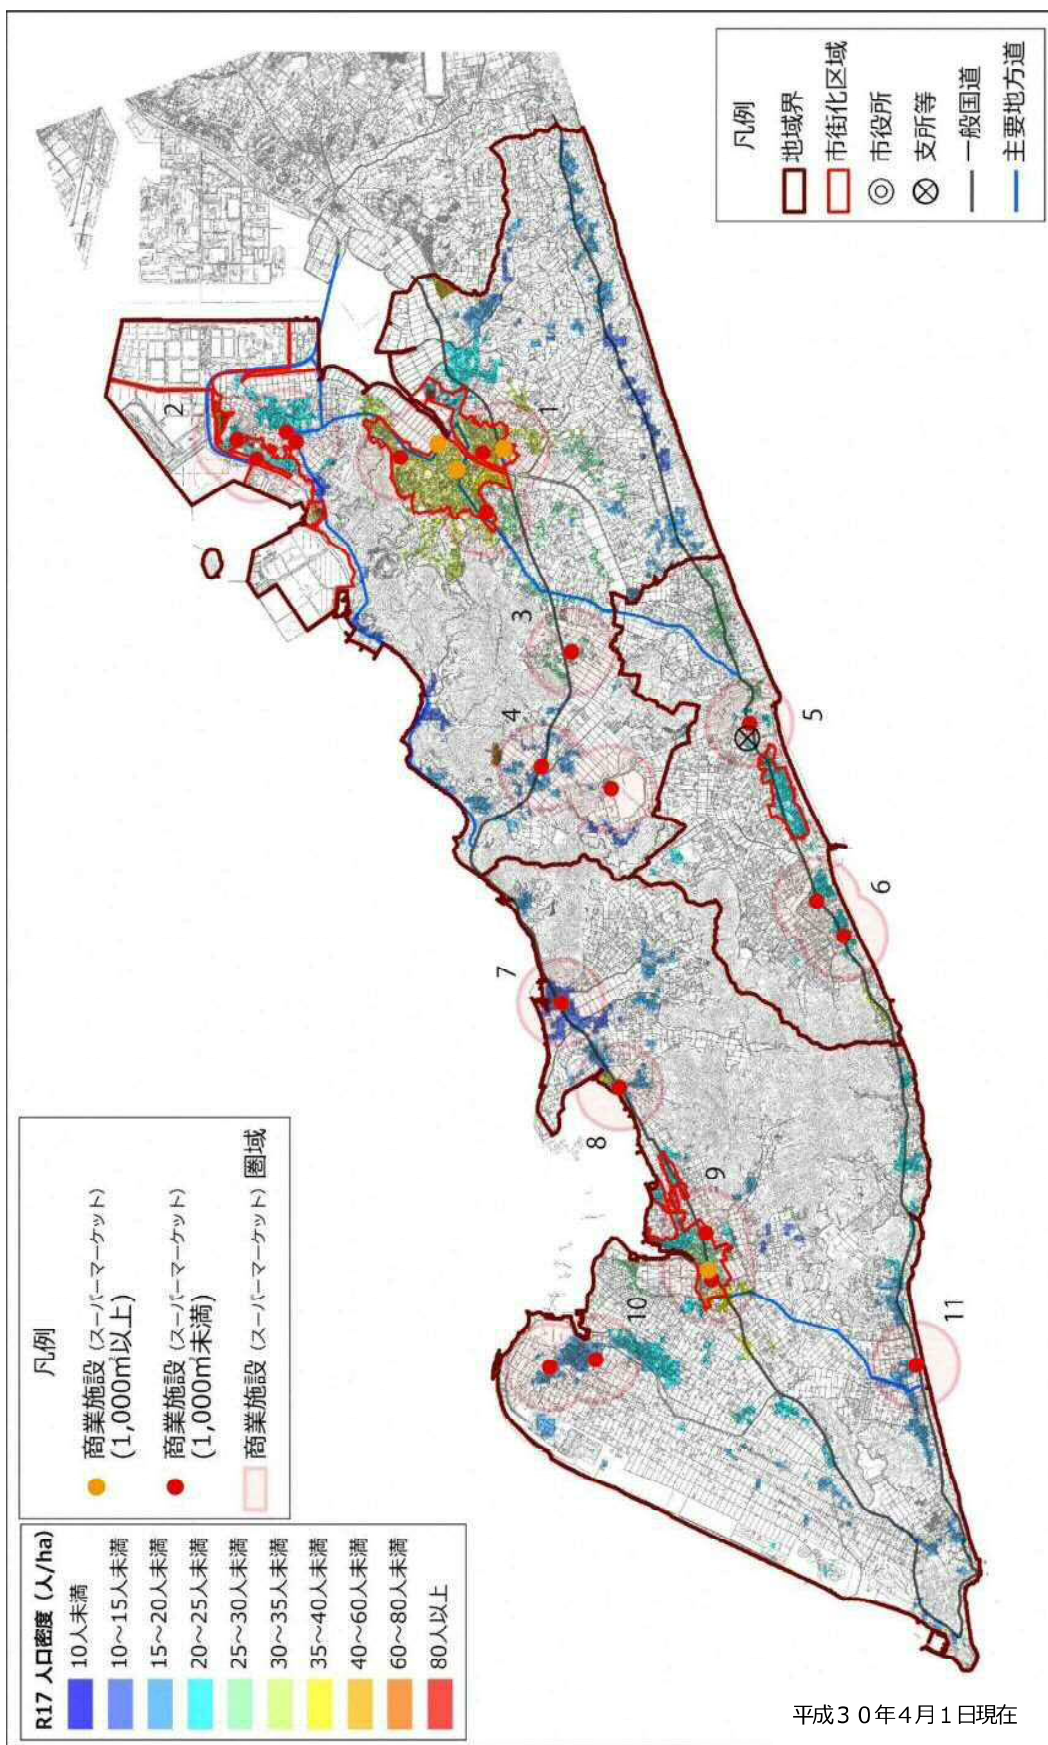 凡例
地域界
市街化区域
市役所
支所等
一般国道
主要地方道
2
1
3
4
5
6
7
8
9
10
11
凡例
商業施設(スーパーマーケット)
(1,000㎡以上)
商業施設(スーパーマーケット)
(1,000㎡未満)
商業施設(スーパーマーケット)圏域
R17 人口密度(人/ha)
10人未満
10~15人未満
15~20人未満
20~25人未満
25~30人未満
30~35人未満
35~40人未満
40~60人未満
60~80人未満
80人以上
平成30年4月1日現在